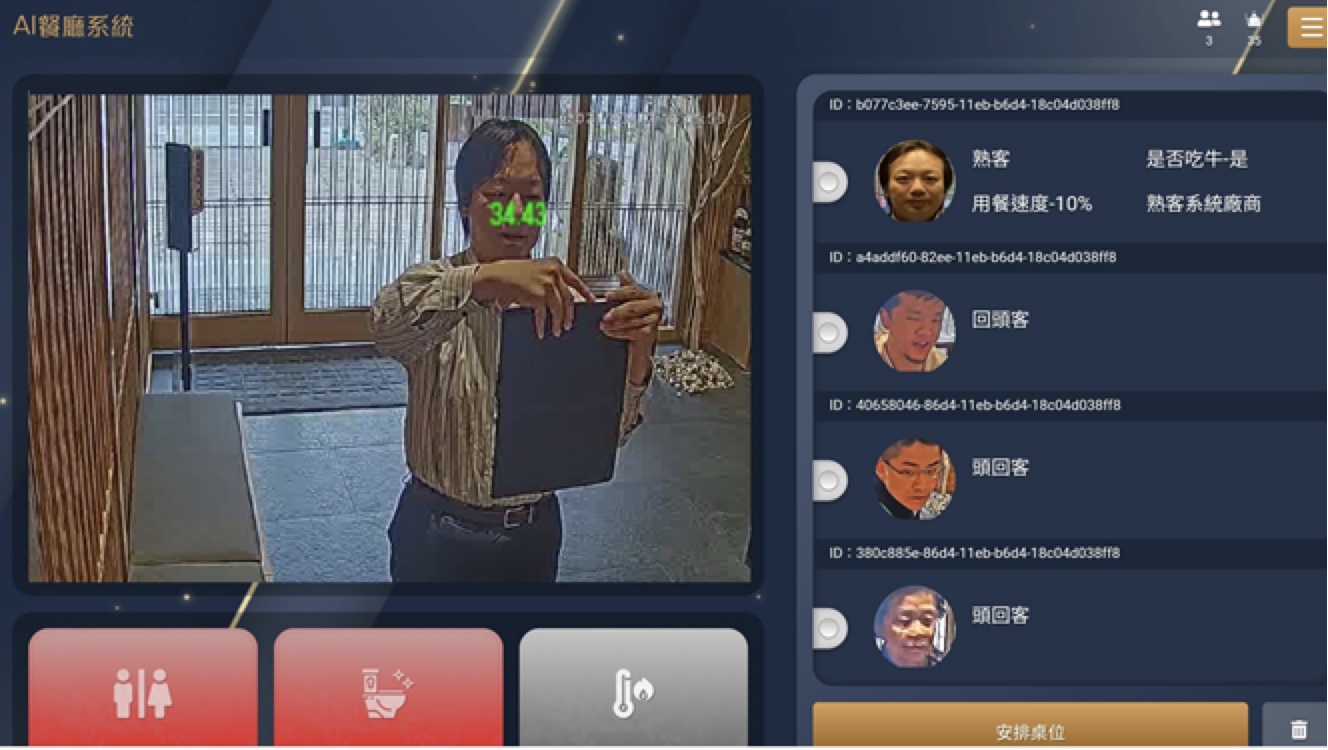 AI餐廳系統
3
35
34.43
ID：b077c3ee-7595-11eb-b6d4-18c04d038ff8
熟客 是否吃牛-是
用餐速度-10% 熟客系統廠商
ID：a4addf60-82ee-11eb-b6d4-18c04d038ff8
回頭客
ID：40658046-86d4-11eb-b6d4-18c04d038ff8
頭回客
ID：380c885e-86d4-11eb-b6d4-18c04d038ff8
頭回客
安排桌位